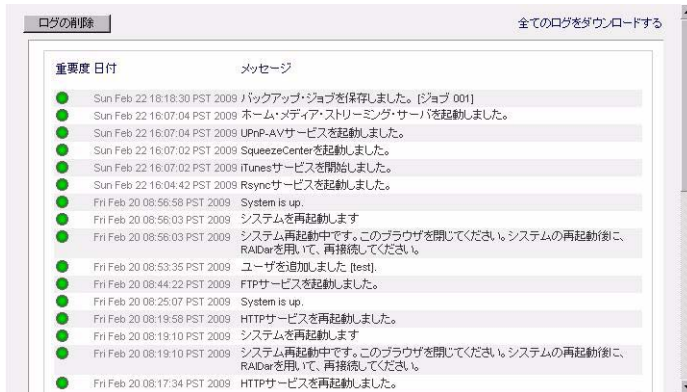 ログの削除 全てのログをダウンロードする
重要度 日付 メッセージ
Sun Feb 22 18:18:30 PST 2009 バックアップ・ジョブを保存しました。 [ジョブ 001]
Sun Feb 22 16:07:04 PST 2009 ホーム・メディア・ストリーミング・サーバを起動しました。
Sun Feb 22 16:07:04 PST 2009 UPnP-AVサービスを起動しました。
Sun Feb 22 16:07:02 PST 2009 SqueezeCenterを起動しました。
Sun Feb 22 16:07:02 PST 2009 iTunesサービスを開始しました。
Sun Feb 22 16:04:42 PST 2009 Rsyncサービスを起動しました。
Fri Feb 20 08:56:58 PST 2009 System is up.
Fri Feb 20 08:56:03 PST 2009 システムを再起動します
Fri Feb 20 08:56:03 PST 2009 システム再起動中です。このブラウザを閉じてください。システムの再起動後に、
RAIDarを用いて、再接続してください。
Fri Feb 20 08:53:35 PST 2009 ユーザを追加しました [test].
Fri Feb 20 08:44:22 PST 2009 FTPサービスを起動しました。
Fri Feb 20 08:25:07 PST 2009 System is up.
Fri Feb 20 08:19:58 PST 2009 HTTPサービスを再起動しました。
Fri Feb 20 08:19:10 PST 2009 システムを再起動します
Fri Feb 20 08:19:10 PST 2009 システム再起動中です。このブラウザを閉じてください。システムの再起動後に、
RAIDarを用いて、再接続してください。
Fri Feb 20 08:17:34 PST 2009 HTTPサービスを再起動しました。